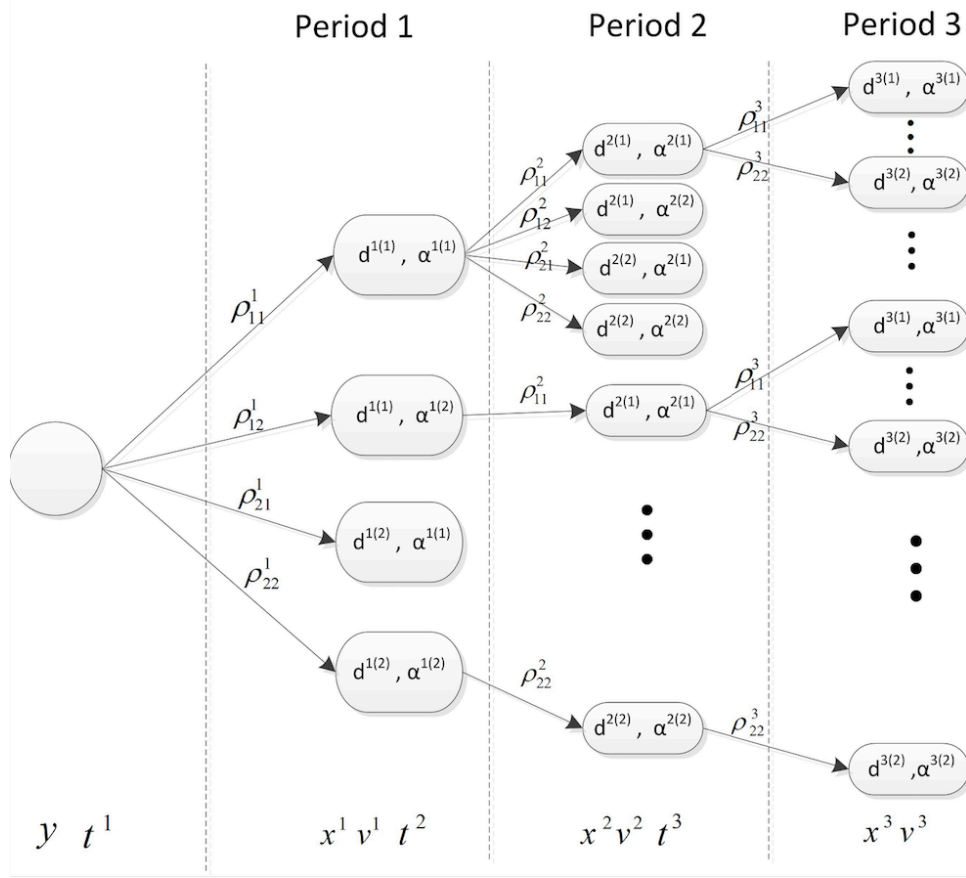 Period 1 Period 2 Period 3
d³⁽¹⁾ , α³⁽¹⁾
ρ³₁₁
d²⁽¹⁾ , α²⁽¹⁾
ρ²₁₁
ρ³₂₂
d³⁽²⁾, α³⁽²⁾
ρ²₁₂
d²⁽¹⁾ , α²⁽²⁾
d¹⁽¹⁾ , α¹⁽¹⁾
ρ²₂₁
d²⁽²⁾ , α²⁽¹⁾
ρ¹₁₁
ρ²₂₂
d²⁽²⁾ , α²⁽²⁾
d³⁽¹⁾ ,α³⁽¹⁾
ρ³₁₁
ρ²₁₁
ρ¹₁₂
d¹⁽¹⁾ , α¹⁽²⁾
d²⁽¹⁾ , α²⁽¹⁾
ρ³₂₂
d³⁽²⁾ ,α³⁽²⁾
ρ¹₂₁
d¹⁽²⁾ , α¹⁽¹⁾
ρ¹₂₂
d¹⁽²⁾ , α¹⁽²⁾
ρ²₂₂
d²⁽²⁾ , α²⁽²⁾
ρ³₂₂
d³⁽²⁾ ,α³⁽²⁾
y t¹ x¹ v¹ t² x² v² t³ x³ v³